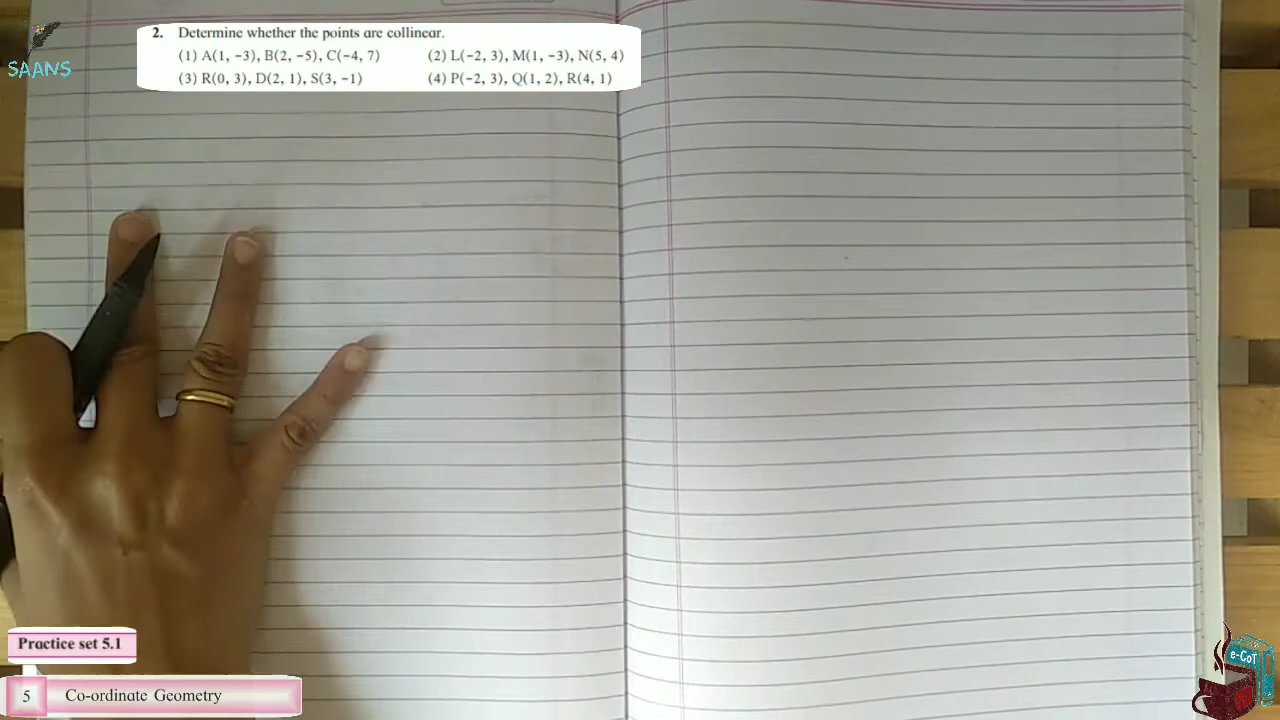 SAANS
2. Determine whether the points are collinear.
(1) A(1, −3), B(2, −5), C(−4, 7) (2) L(−2, 3), M(1, −3), N(5, 4)
(3) R(0, 3), D(2, 1), S(3, −1) (4) P(−2, 3), Q(1, 2), R(4, 1)
Practice set 5.1
5 Co-ordinate Geometry
e-CoT